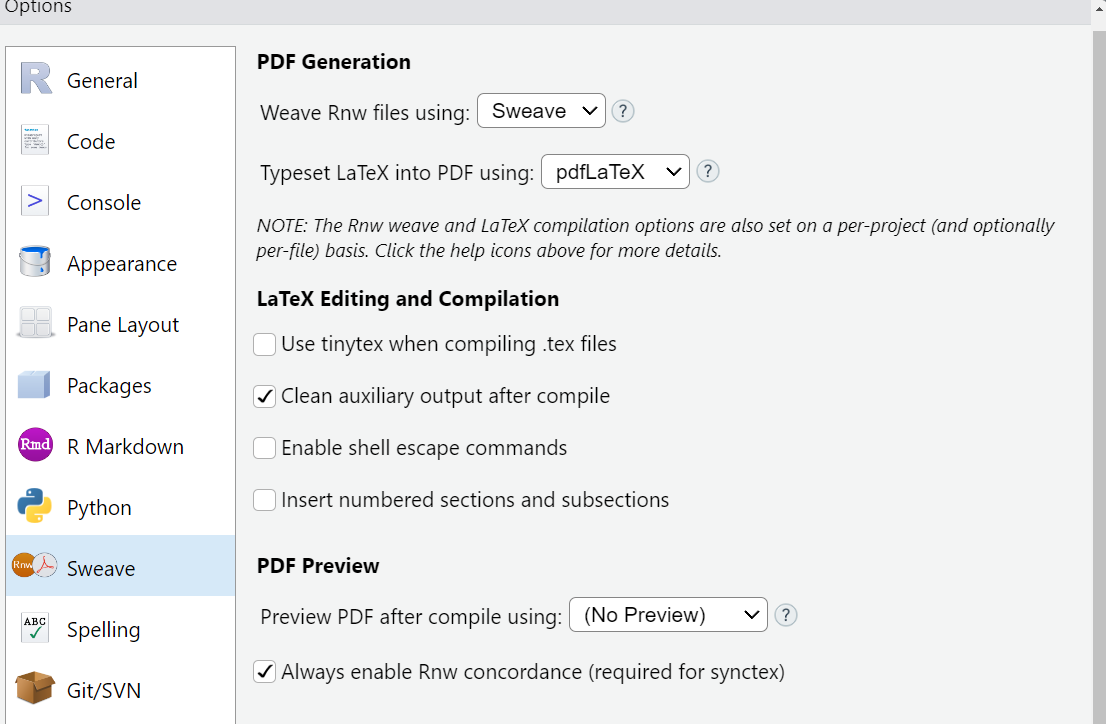 Options
General
Code
Console
Appearance
Pane Layout
Packages
Rmd R Markdown
Python
Rnw Sweave
ABC Spelling
Git/SVN
PDF Generation
Weave Rnw files using: Sweave ?
Typeset LaTeX into PDF using: pdfLaTeX ?
NOTE: The Rnw weave and LaTeX compilation options are also set on a per-project (and optionally
per-file) basis. Click the help icons above for more details.
LaTeX Editing and Compilation
Use tinytex when compiling .tex files
Clean auxiliary output after compile
Enable shell escape commands
Insert numbered sections and subsections
PDF Preview
Preview PDF after compile using: (No Preview) ?
Always enable Rnw concordance (required for synctex)